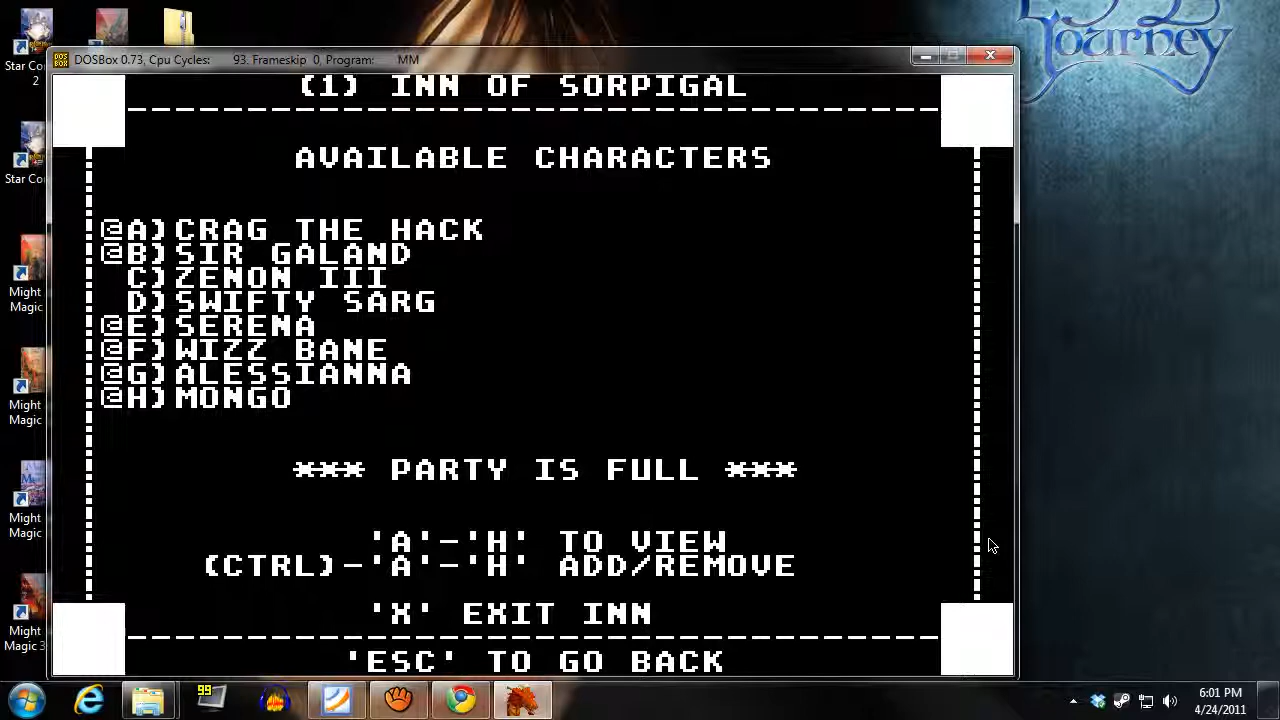 Journey
Star Co
2
Star Co
Might
Magic
Might
Magic
Might
Magic
Might
Magic 3
DOSBox 0.73, Cpu Cycles: 93. Frameskip 0, Program: MM
(1) INN OF SORPIGAL
AVAILABLE CHARACTERS
@A)CRAG THE HACK
@B)SIR GALAND
C)ZENON III
D)SWIFTY SARG
@E)SERENA
@F)WIZZ BANE
@G)ALESSIANNA
@H)MONGO
*** PARTY IS FULL ***
'A'-'H' TO VIEW
(CTRL)-'A'-'H' ADD/REMOVE
'X' EXIT INN
'ESC' TO GO BACK
99
6:01 PM
4/24/2011